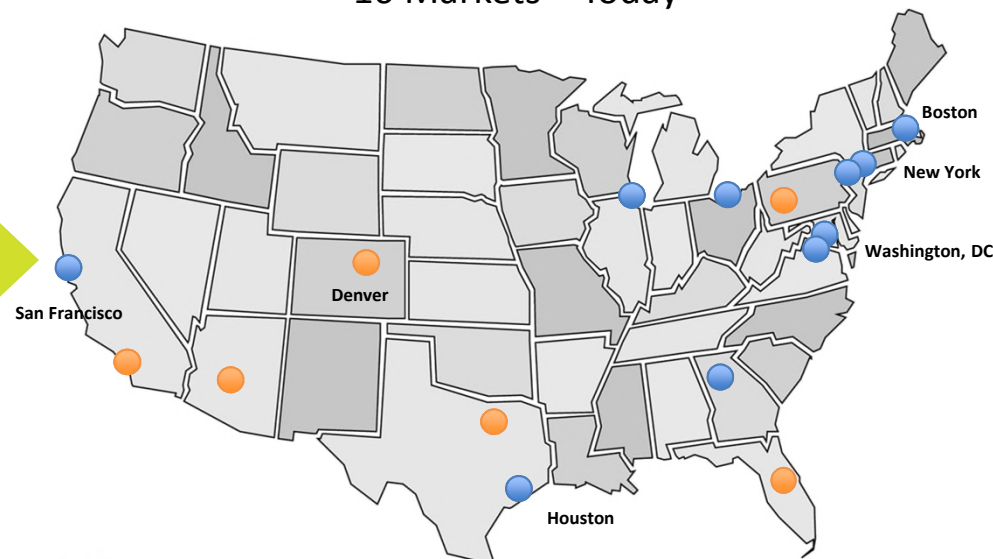 Boston
New York
Washington, DC
Denver
San Francisco
Houston